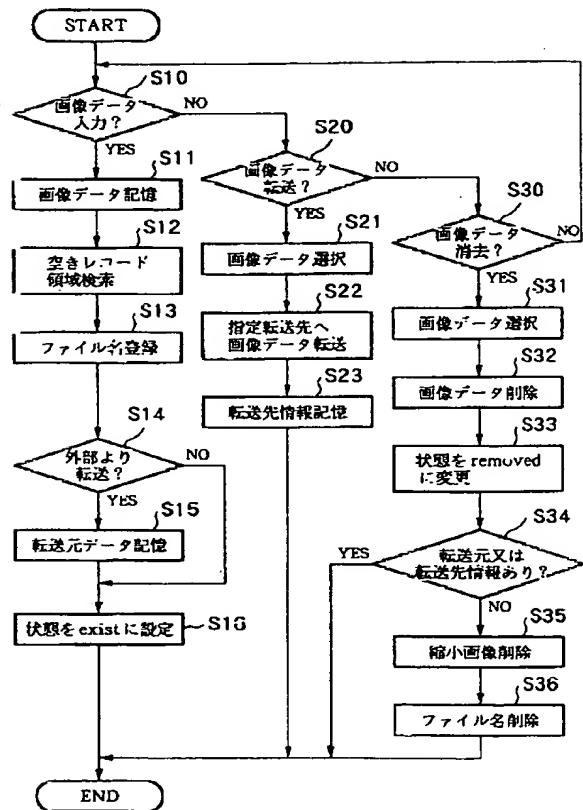 START
S10
画像データ
入力?
NO
YES
S11
画像データ記憶
S12
空きレコード
領域検索
S13
ファイル名登録
S14
外部より
転送?
NO
YES
S15
転送元データ記憶
状態をexistに設定
S16
S20
画像データ
転送?
NO
YES
S21
画像データ選択
S22
指定転送先へ
画像データ転送
S23
転送先情報記憶
S30
画像データ
消去?
NO
YES
S31
画像データ選択
S32
画像データ削除
S33
状態をremoved
に変更
S34
転送元又は
転送先情報あり?
YES
NO
S35
縮小画像削除
S36
ファイル名削除
END